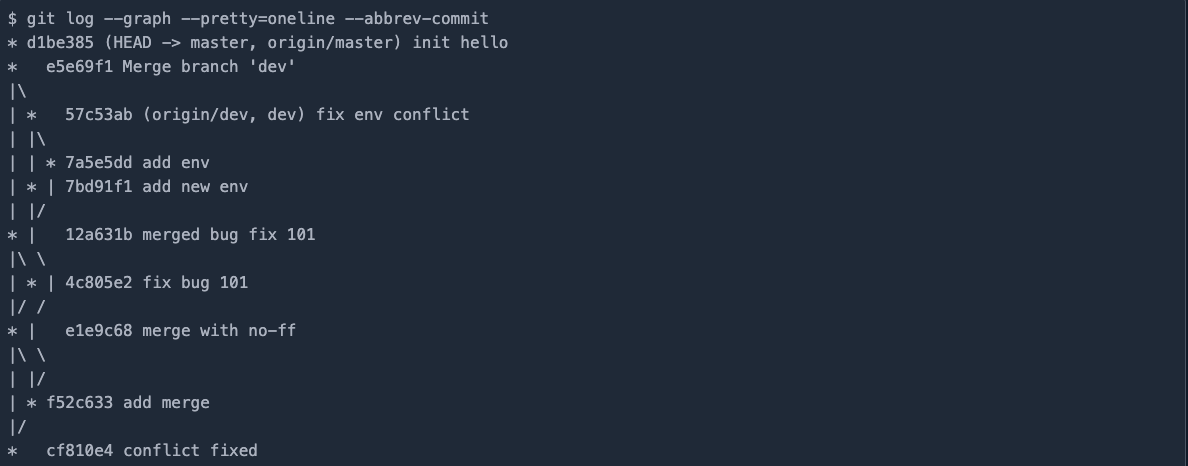 $ git log --graph --pretty=oneline --abbrev-commit
* d1be385 (HEAD -> master, origin/master) init hello
*   e5e69f1 Merge branch 'dev'
|\
| *   57c53ab (origin/dev, dev) fix env conflict
| |\
| | * 7a5e5dd add env
| * | 7bd91f1 add new env
| |/
* |   12a631b merged bug fix 101
|\ \
| * | 4c805e2 fix bug 101
|/ /
* |   e1e9c68 merge with no-ff
|\ \
| |/
| * f52c633 add merge
|/
*   cf810e4 conflict fixed